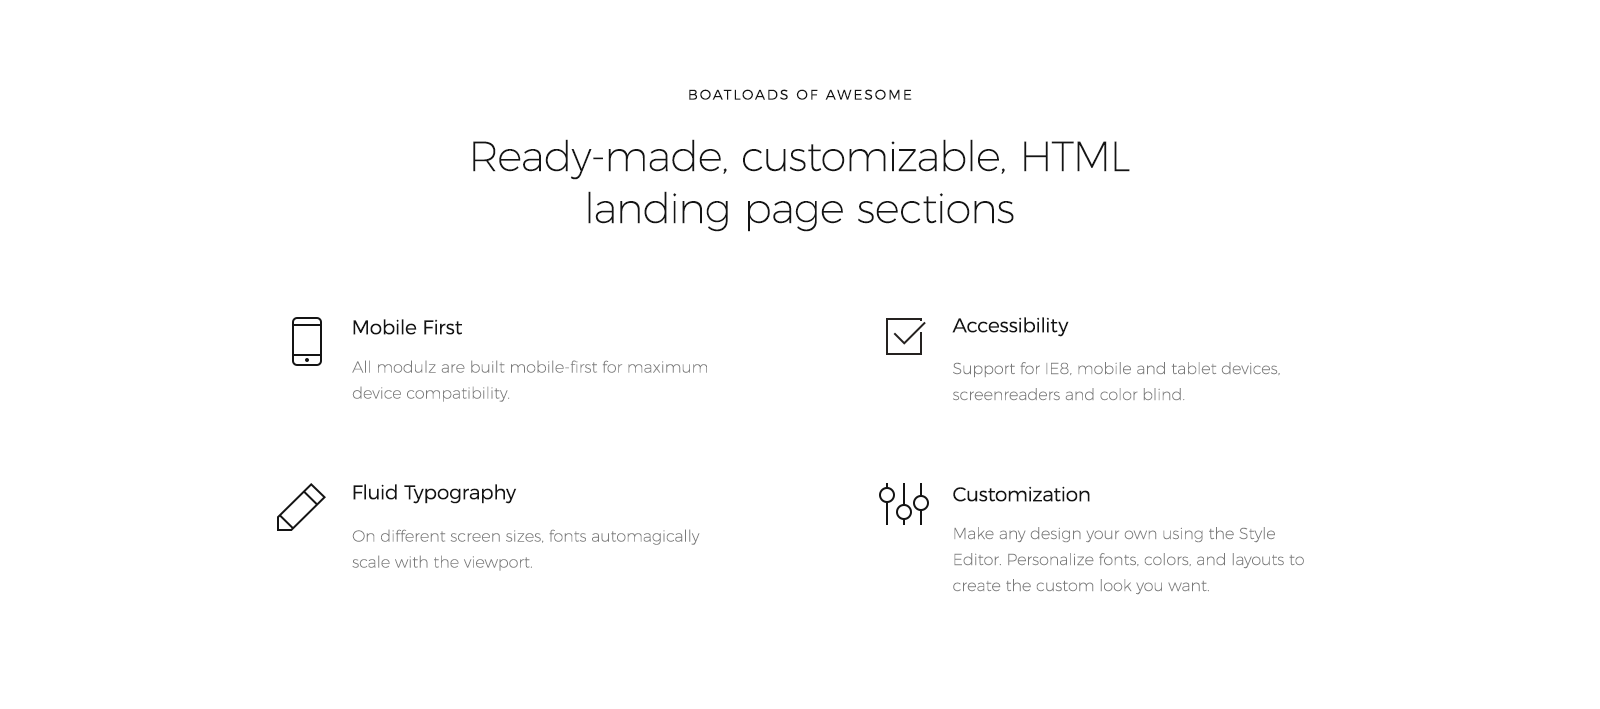 BOATLOADS OF AWESOME
Ready-made, customizable, HTML
landing page sections
Mobile First
All modulz are built mobile-first for maximum
device compatibility.
Accessibility
Support for IE8, mobile and tablet devices,
screenreaders and color blind.
Fluid Typography
On different screen sizes, fonts automagically
scale with the viewport.
Customization
Make any design your own using the Style
Editor. Personalize fonts, colors, and layouts to
create the custom look you want.